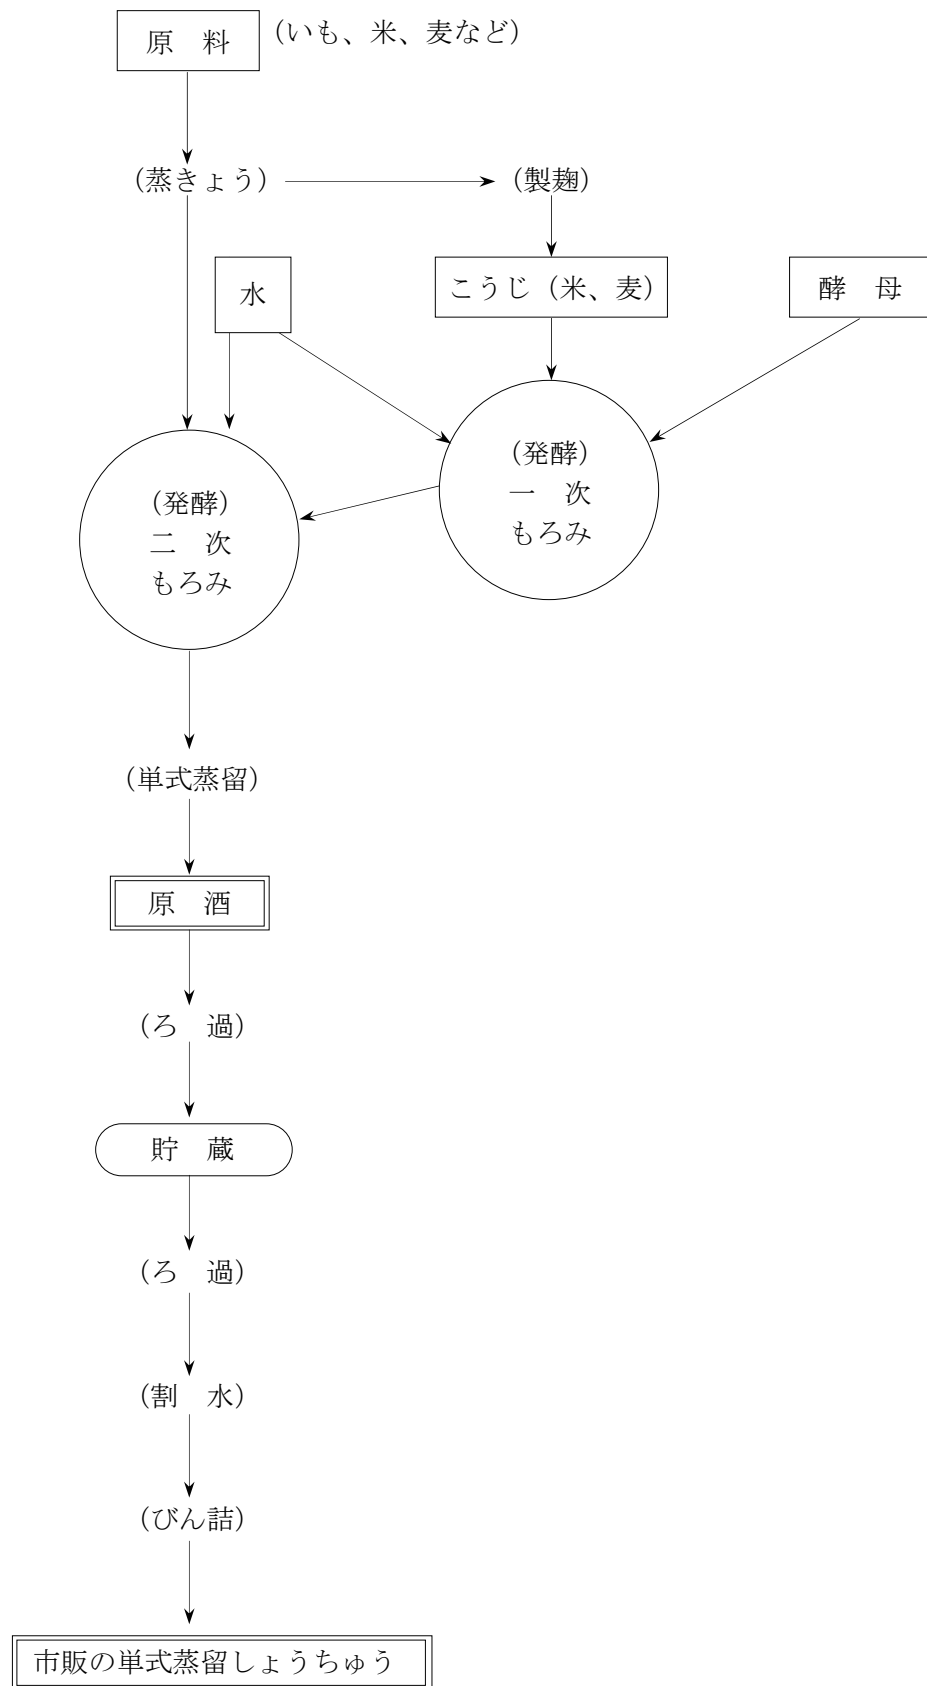 原　料
（いも、米、麦など）
（蒸きょう）
（製麹）
水
こうじ（米、麦）
酵　母
（発酵）
一　次
もろみ
（発酵）
二　次
もろみ
（単式蒸留）
原　酒
（ろ　過）
貯　蔵
（ろ　過）
（割　水）
（びん詰）
市販の単式蒸留しょうちゅう